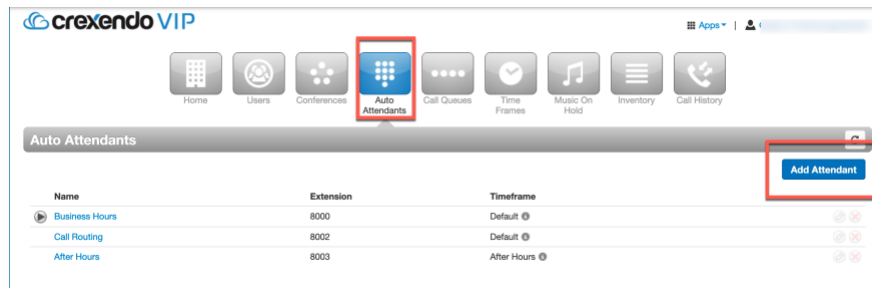 crexendo VIP
Apps
Home
Users
Conferences
Auto
Attendants
Call Queues
Time
Frames
Music On
Hold
Inventory
Call History
Auto Attendants
Add Attendant
Name Extension Timeframe
Business Hours 8000 Default
Call Routing 8002 Default
After Hours 8003 After Hours